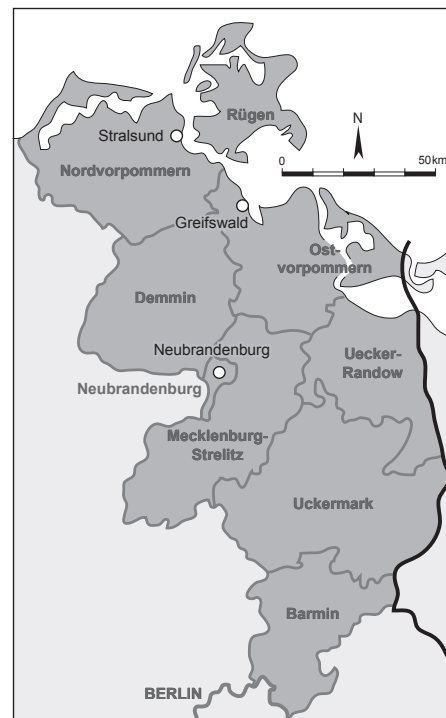 Rügen
N
Stralsund
0
50km
Nordvorpommern
Greifswald
Ost-
vorpommern
Demmin
Neubrandenburg
Uecker-
Randow
Neubrandenburg
Mecklenburg-
Strelitz
Uckermark
Barmin
BERLIN